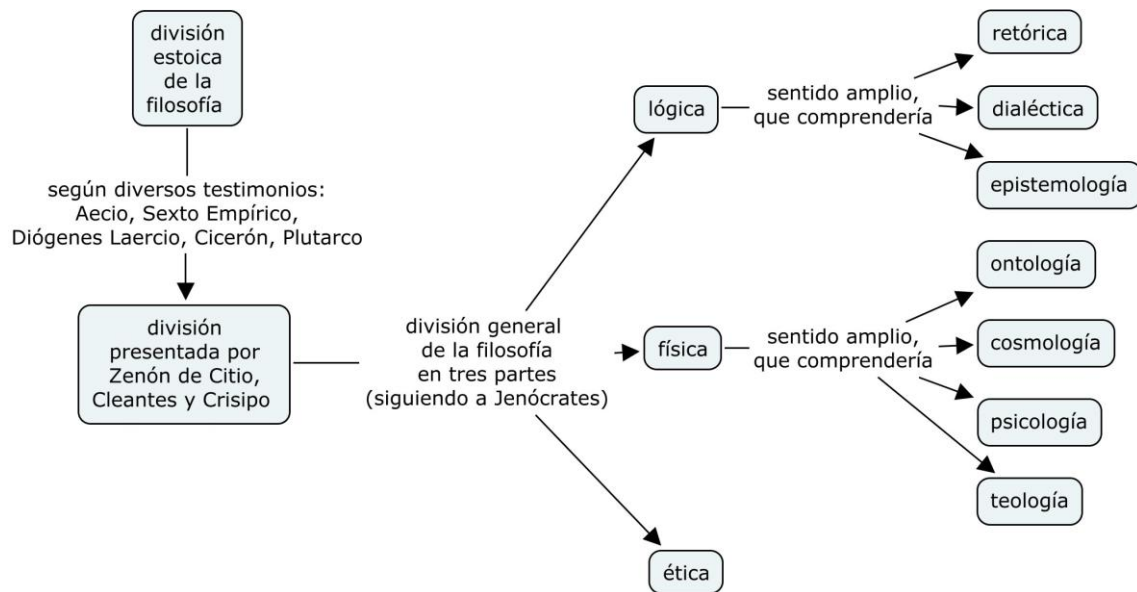 división
estoica
de la
filosofía
según diversos testimonios:
Aecio, Sexto Empírico,
Diógenes Laercio, Cicerón, Plutarco
división
presentada por
Zenón de Citio,
Cleantes y Crisipo
división general
de la filosofía
en tres partes
(siguiendo a Jenócrates)
lógica
sentido amplio,
que comprendería
retórica
dialéctica
epistemología
física
sentido amplio,
que comprendería
ontología
cosmología
psicología
teología
ética